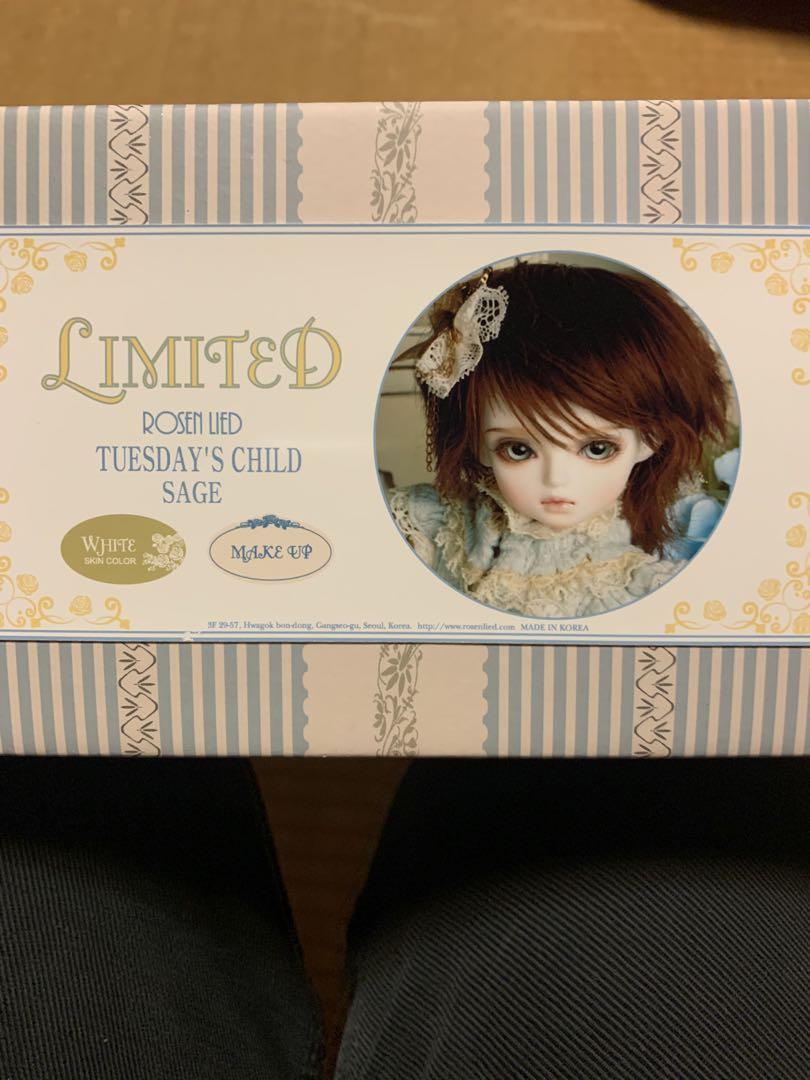 LIMITED
ROSEN LIED
TUESDAY'S CHILD
SAGE
WHITE
SKIN COLOR
MAKE UP
3F 29-57, Hwagok bon-dong, Gangseo-gu, Seoul, Korea. http://www.rosenlied.com MADE IN KOREA